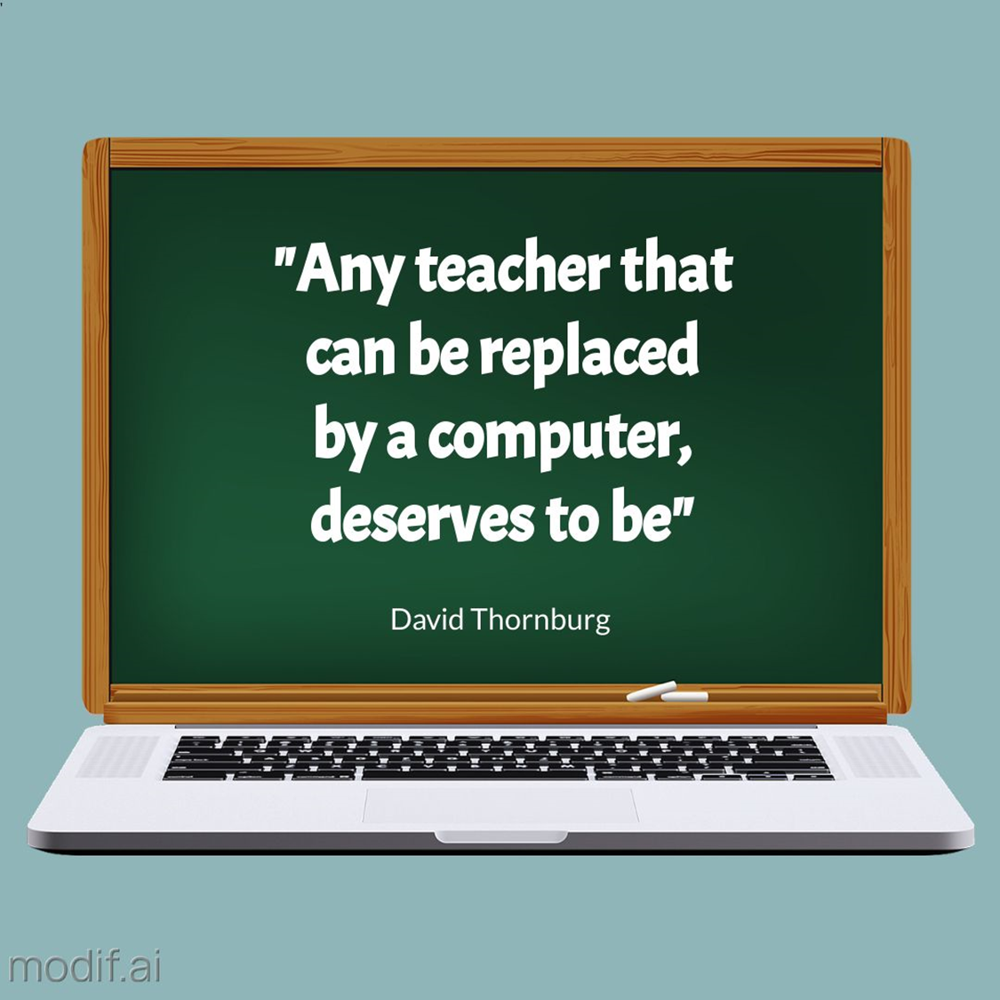 "Any teacher that
can be replaced
by a computer,
deserves to be"
David Thornburg
modif.ai